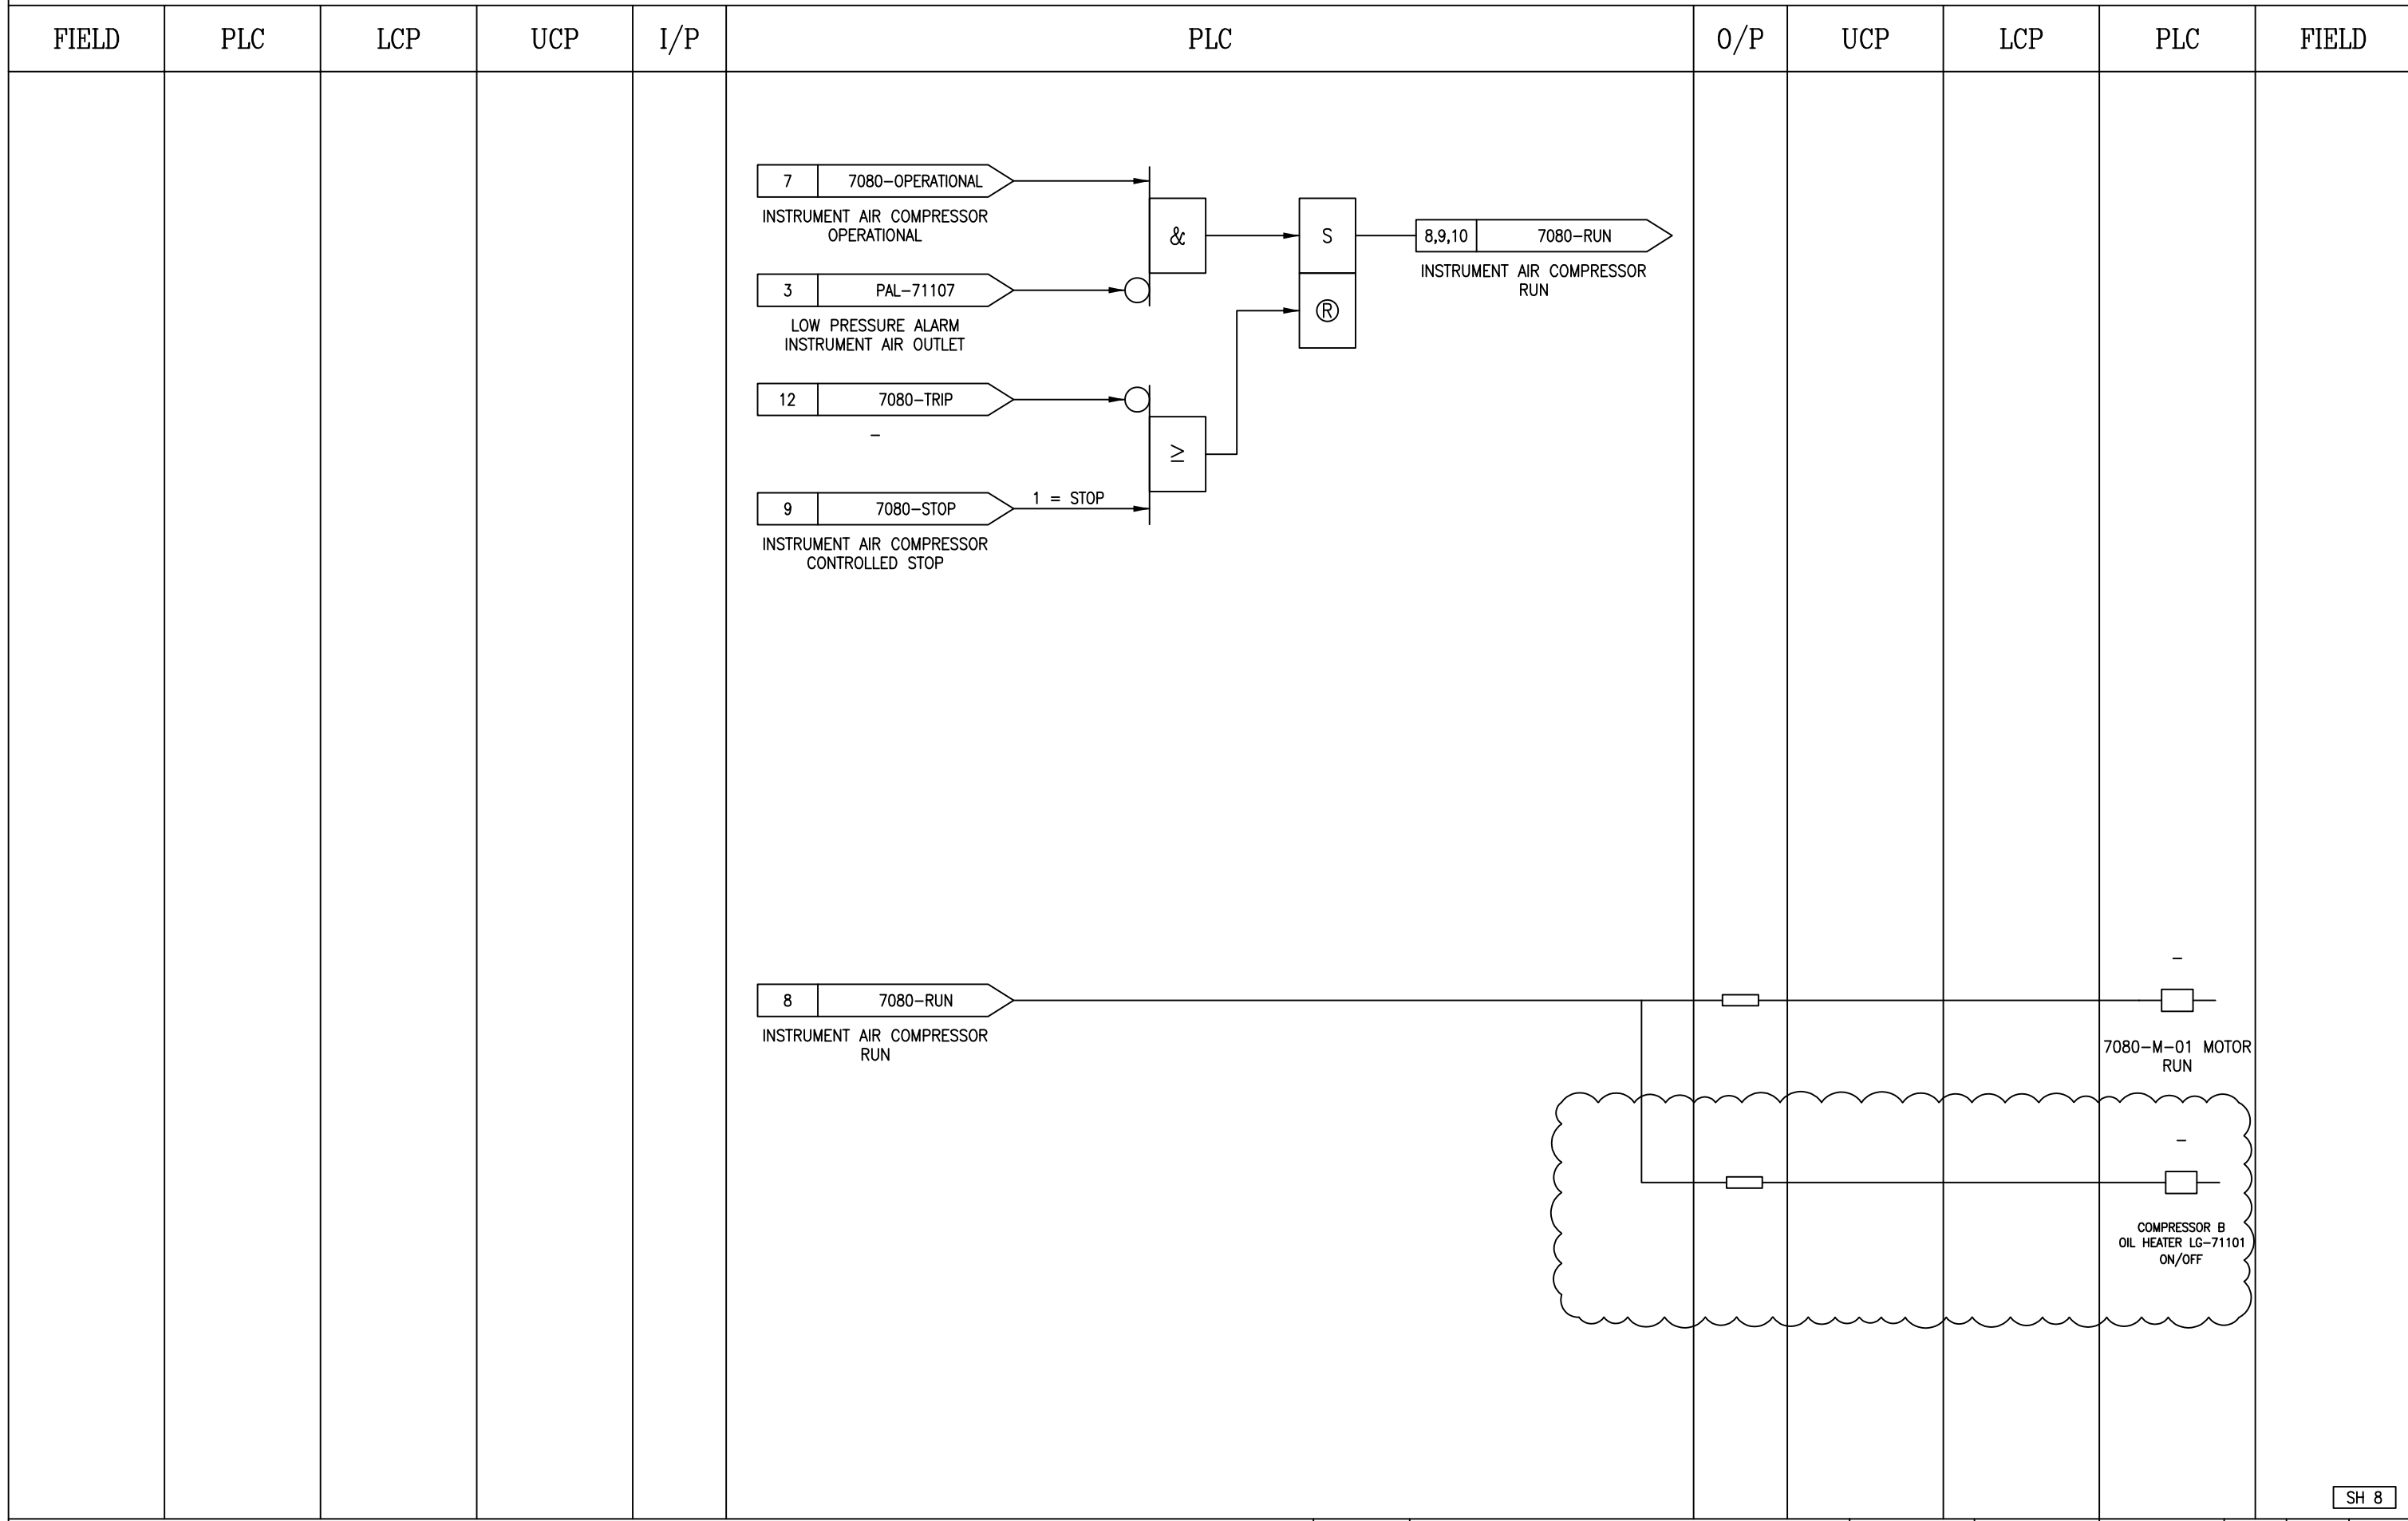 FIELD PLC LCP UCP I/P PLC O/P UCP LCP PLC FIELD
7 7080-OPERATIONAL
INSTRUMENT AIR COMPRESSOR
OPERATIONAL
&
S
8,9,10 7080-RUN
INSTRUMENT AIR COMPRESSOR
RUN
3 PAL-71107
LOW PRESSURE ALARM
INSTRUMENT AIR OUTLET
R
12 7080-TRIP
-
≥
9 7080-STOP
1 = STOP
INSTRUMENT AIR COMPRESSOR
CONTROLLED STOP
-
8 7080-RUN
INSTRUMENT AIR COMPRESSOR
RUN
7080-M-01 MOTOR
RUN
-
COMPRESSOR B
OIL HEATER LG-71101
ON/OFF
SH 8